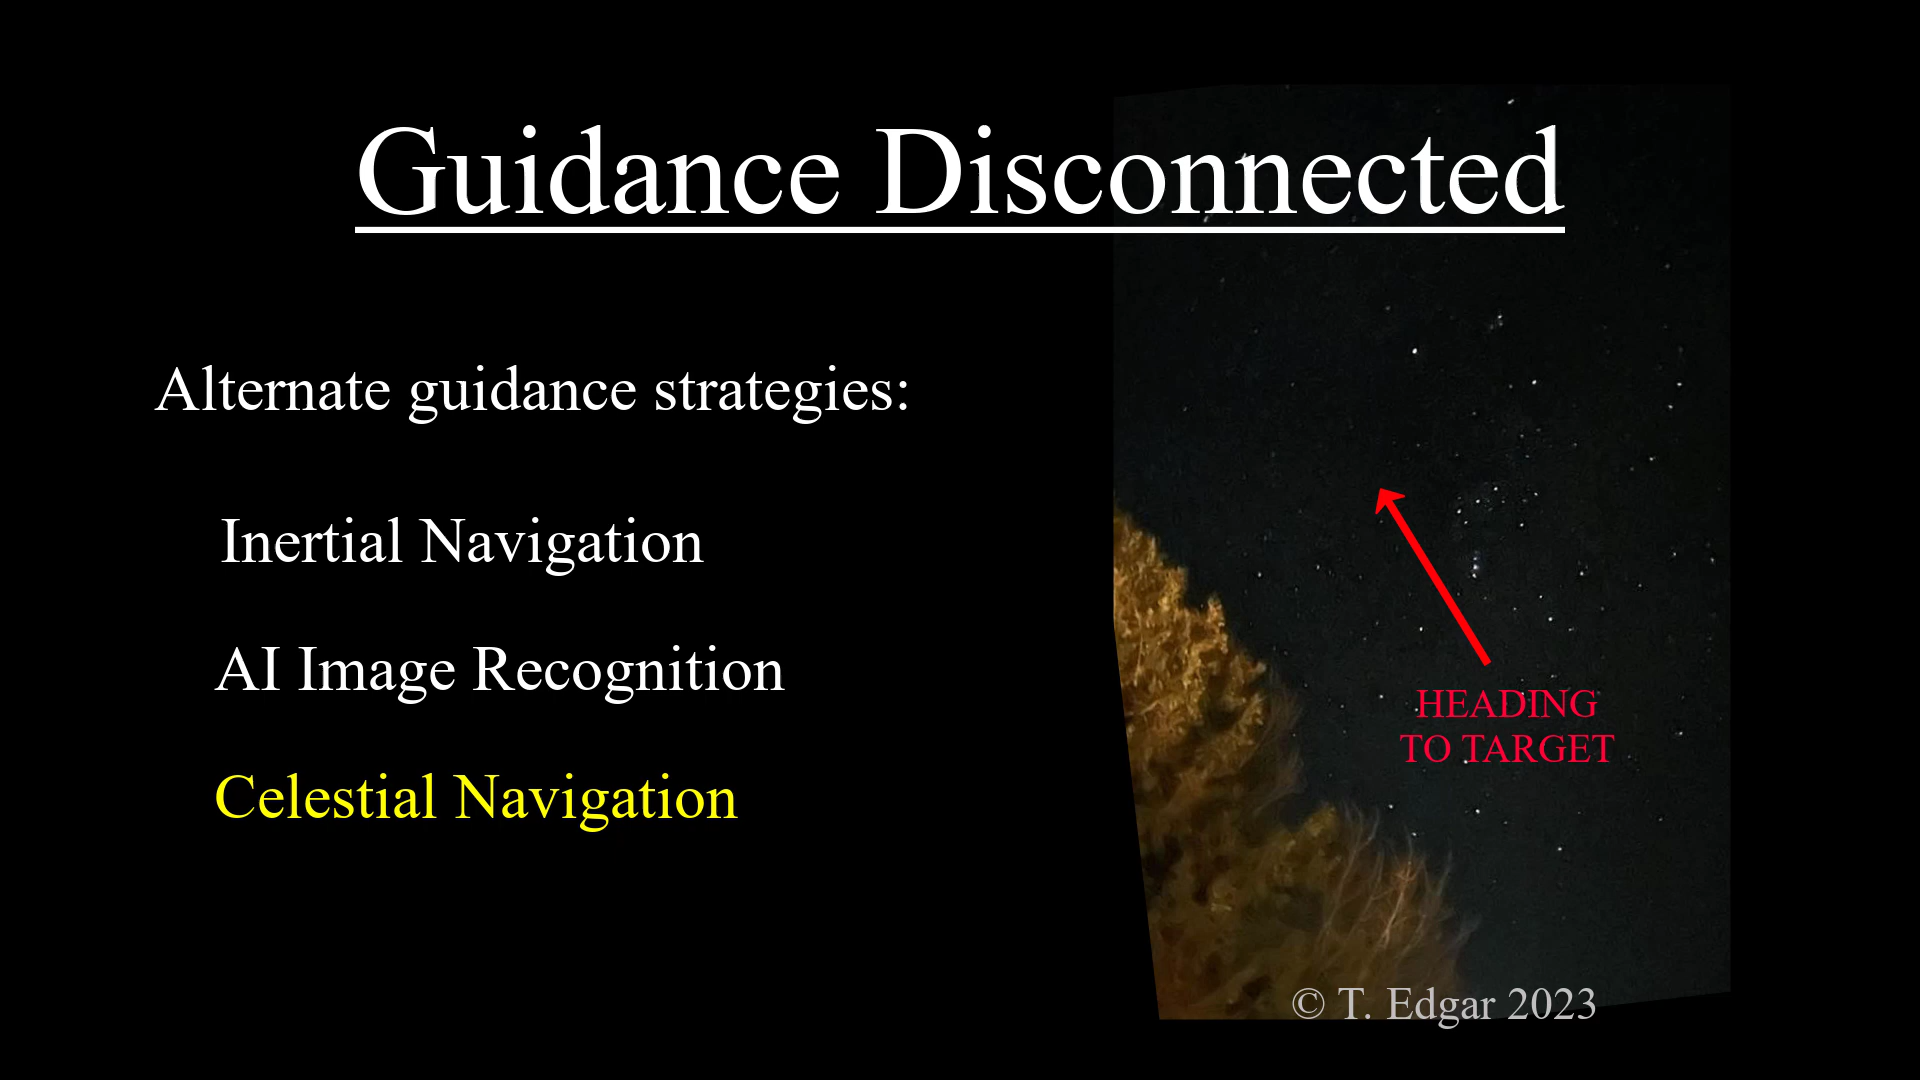 Guidance Disconnected
Alternate guidance strategies:
Inertial Navigation
AI Image Recognition
Celestial Navigation
HEADING
TO TARGET
© T. Edgar 2023